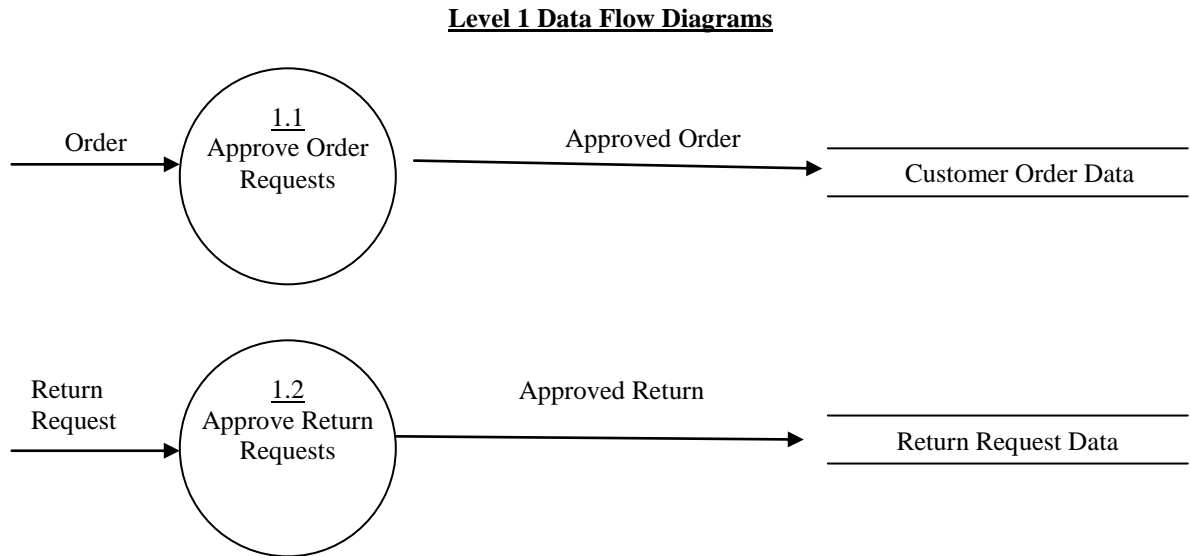 Level 1 Data Flow Diagrams
Order
1.1
Approve Order
Requests
Approved Order
Customer Order Data
Return
Request
1.2
Approve Return
Requests
Approved Return
Return Request Data